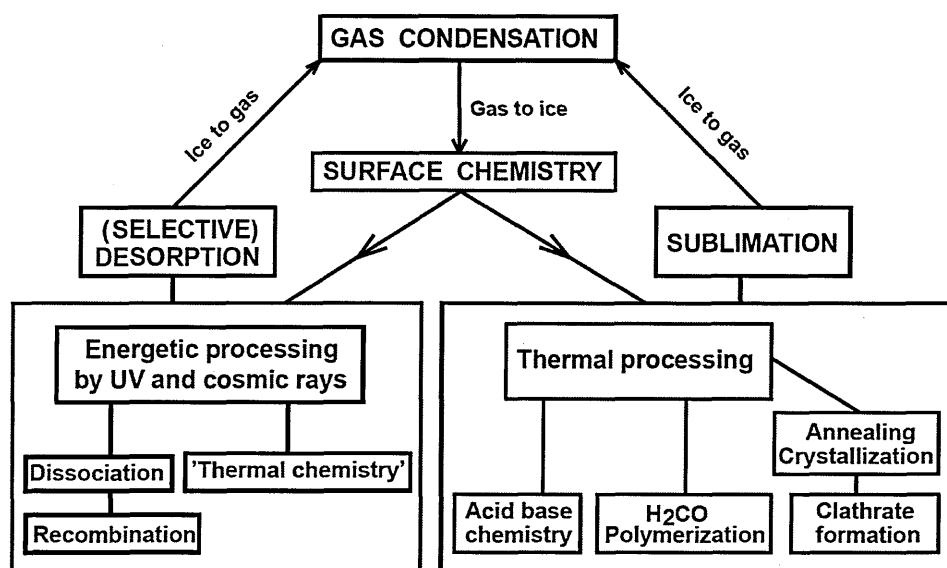 GAS CONDENSATION
Ice to gas
Gas to ice
Ice to gas
SURFACE CHEMISTRY
(SELECTIVE)
DESORPTION
SUBLIMATION
Energetic processing
by UV and cosmic rays
Dissociation
'Thermal chemistry'
Recombination
Thermal processing
Annealing
Crystallization
Acid base
chemistry
H2CO
Polymerization
Clathrate
formation